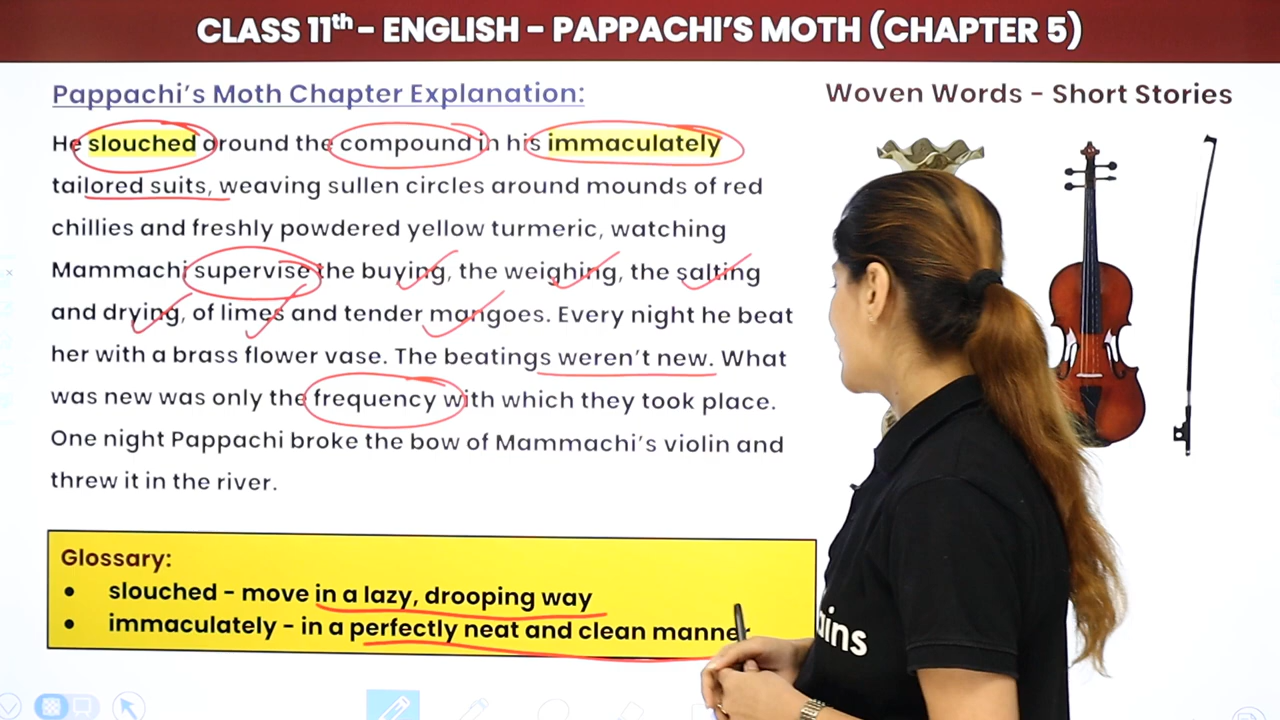 CLASS 11th - ENGLISH - PAPPACHI'S MOTH (CHAPTER 5)
Pappachi's Moth Chapter Explanation:
Woven Words - Short Stories
He slouched around the compound in his immaculately
tailored suits, weaving sullen circles around mounds of red
chillies and freshly powdered yellow turmeric, watching
Mammachi supervise the buying, the weighing, the salting
and drying, of limes and tender mangoes. Every night he beat
her with a brass flower vase. The beatings weren't new. What
was new was only the frequency with which they took place.
One night Pappachi broke the bow of Mammachi's violin and
threw it in the river.
Glossary:
• slouched - move in a lazy, drooping way
• immaculately - in a perfectly neat and clean manner